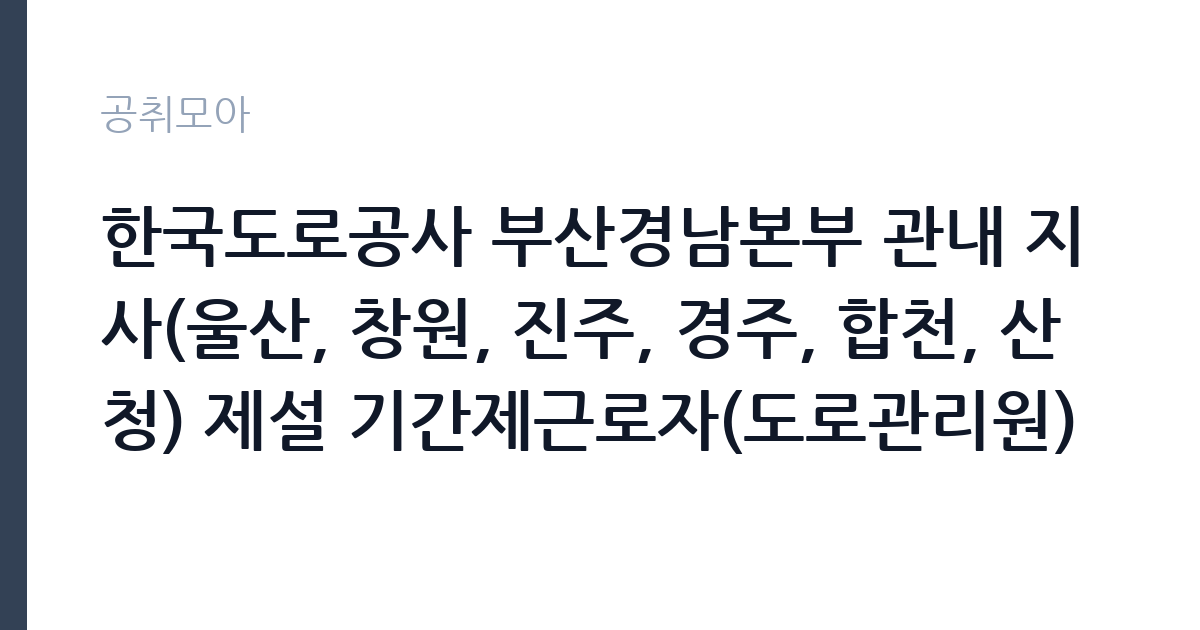 공취모아
한국도로공사 부산경남본부 관내 지
사(울산, 창원, 진주, 경주, 합천, 산
청) 제설 기간제근로자(도로관리원)